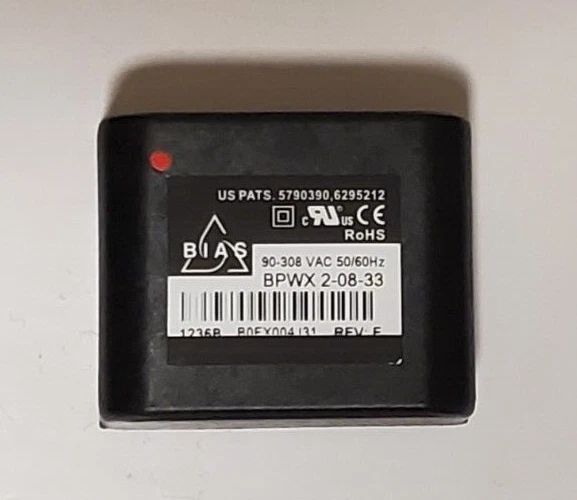 US PATS. 5790390,6295212
c RU® US CE
RoHS
BIAS
90-308 VAC 50/60Hz
BPWX 2-08-33
1236B REV: F